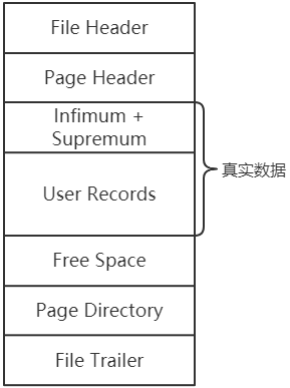 File Header
Page Header
Infimum +
Supremum
User Records
真实数据
Free Space
Page Directory
File Trailer